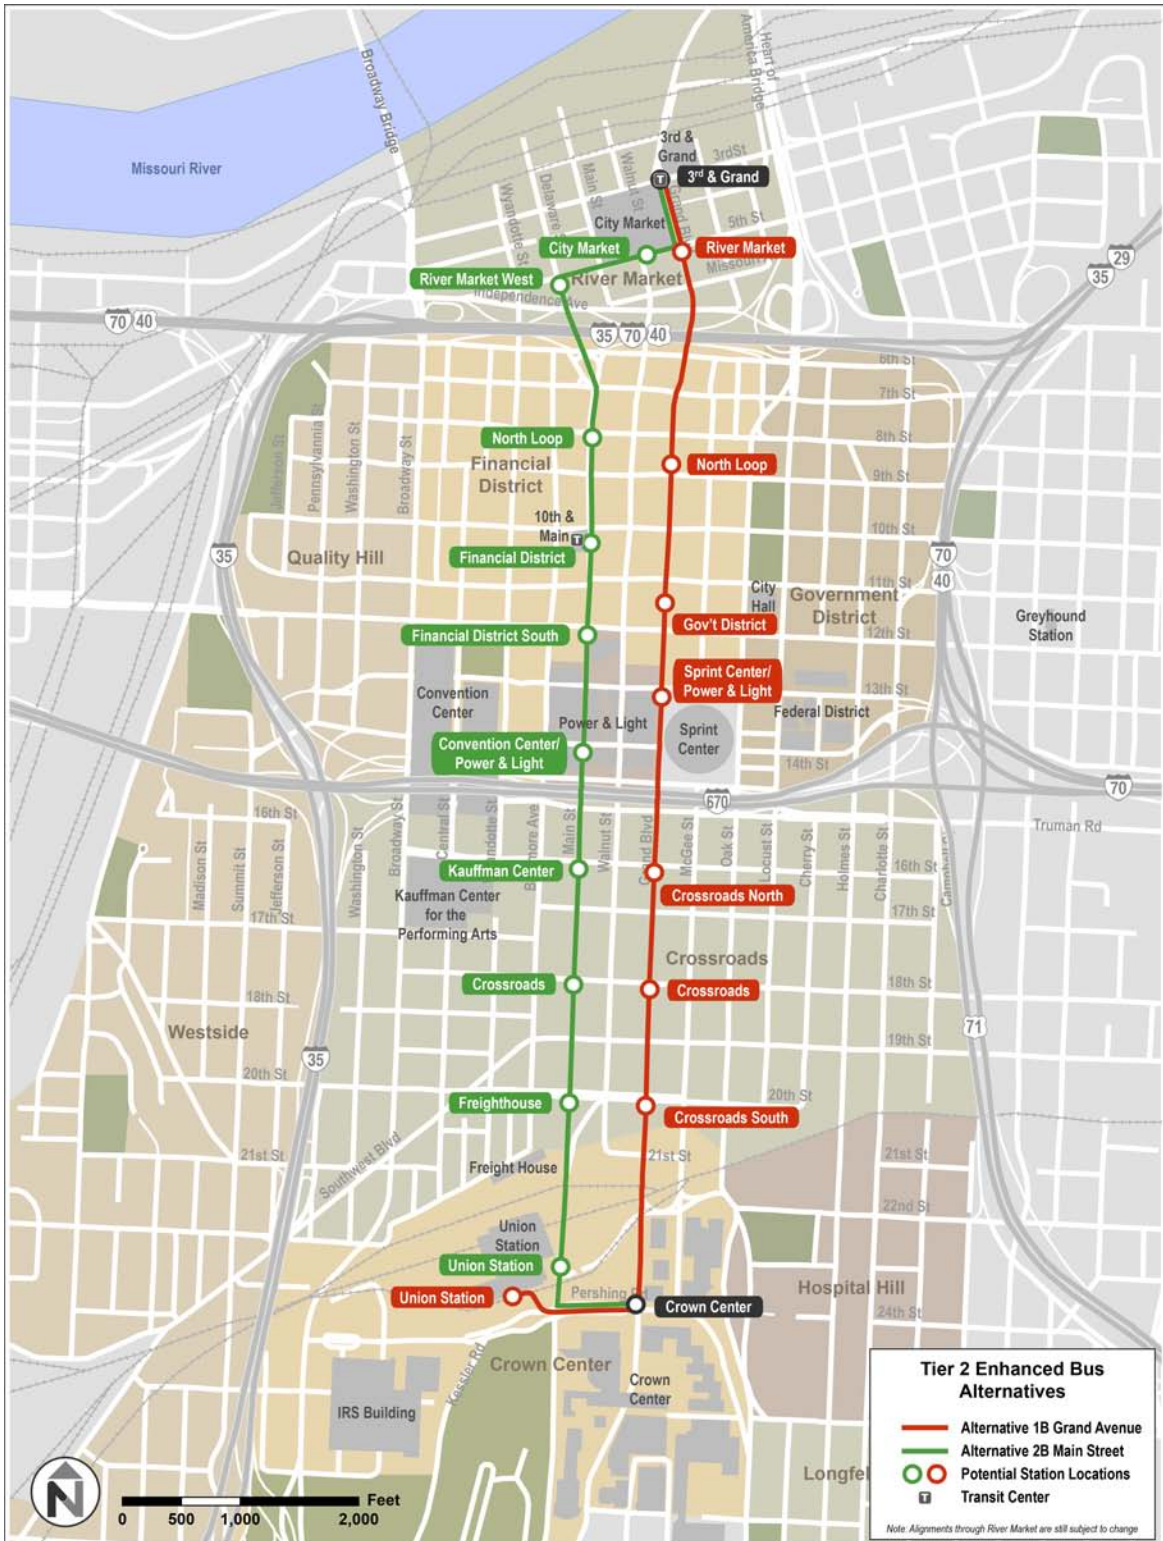 Broadway Bridge
Heart of
America Bridge
Missouri River
3rd &
Grand
3rdSt
3rd & Grand
Wyandotte St
Delaware S
Main St
Walnut St
Grand Blv
5th St
City Market
City Market
River Market
Missouri A
River Market West
River Market
Independence Ave
29
35
70
40
35
70
40
6th St
7th St
North Loop
8th St
Financial
District
North Loop
9th St
Jefferson St
Pennsylvania St
Washington St
Broadway St
10th &
Main
T
10th St
35
Quality Hill
Financial District
70
40
11th St
City
Hall
Government
District
Greyhound
Station
Financial District South
Gov't District
12th St
Sprint Center/
Power & Light
13th St
Convention
Center
Power & Light
Sprint
Center
Federal District
Convention Center/
Power & Light
14th St
670
70
16th St
Truman Rd
Madison St
Summit St
Jefferson St
Washington St
Broadway St
Central St
Main St
Walnut St
McGee St
Oak St
Locust St
Cherry St
Holmes St
Charlotte St
Kauffman Center
16th St
Crossroads North
Kauffman Center
for the
Performing Arts
17th St
17th St
Crossroads
Crossroads
Crossroads
18th St
18th St
Westside
71
35
19th St
20th St
20th St
Freighthouse
Crossroads South
Southwest Blvd
21st St
Freight House
21st St
21st St
22nd St
Union
Station
Union Station
Hospital Hill
Union Station
Pershing Rd
Crown Center
24th St
Kessler Rd
Crown Center
Crown
Center
IRS Building
Longfel
Tier 2 Enhanced Bus
Alternatives
Alternative 1B Grand Avenue
Alternative 2B Main Street
Potential Station Locations
T Transit Center
Note: Alignments through River Market are still subject to change
N
Feet
0 500 1,000 2,000